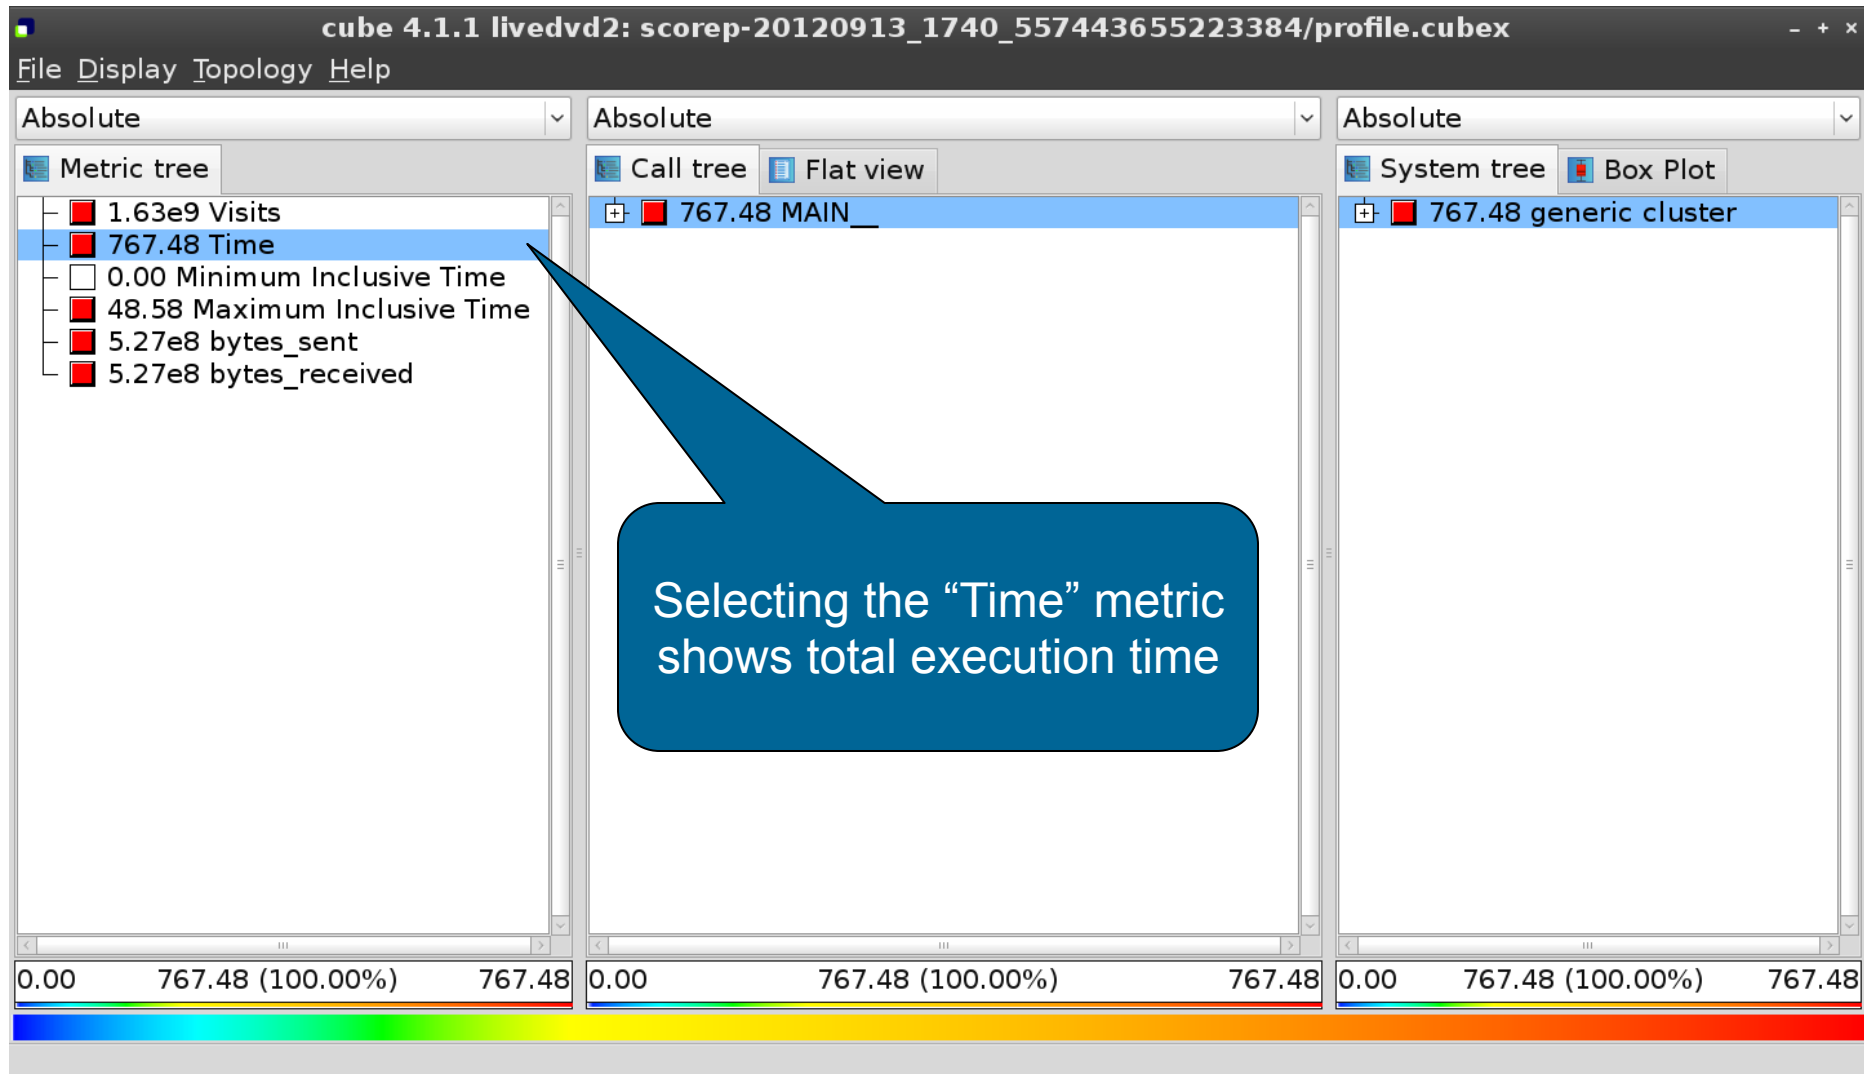 cube 4.1.1 livedvd2: scorep-20120913_1740_557443655223384/profile.cubex
File Display Topology Help
Absolute
Absolute
Absolute
Metric tree
Call tree
Flat view
System tree
Box Plot
1.63e9 Visits
767.48 Time
0.00 Minimum Inclusive Time
48.58 Maximum Inclusive Time
5.27e8 bytes_sent
5.27e8 bytes_received
767.48 MAIN__
767.48 generic cluster
Selecting the “Time” metric
shows total execution time
0.00 767.48 (100.00%) 767.48
0.00 767.48 (100.00%) 767.48
0.00 767.48 (100.00%) 767.48